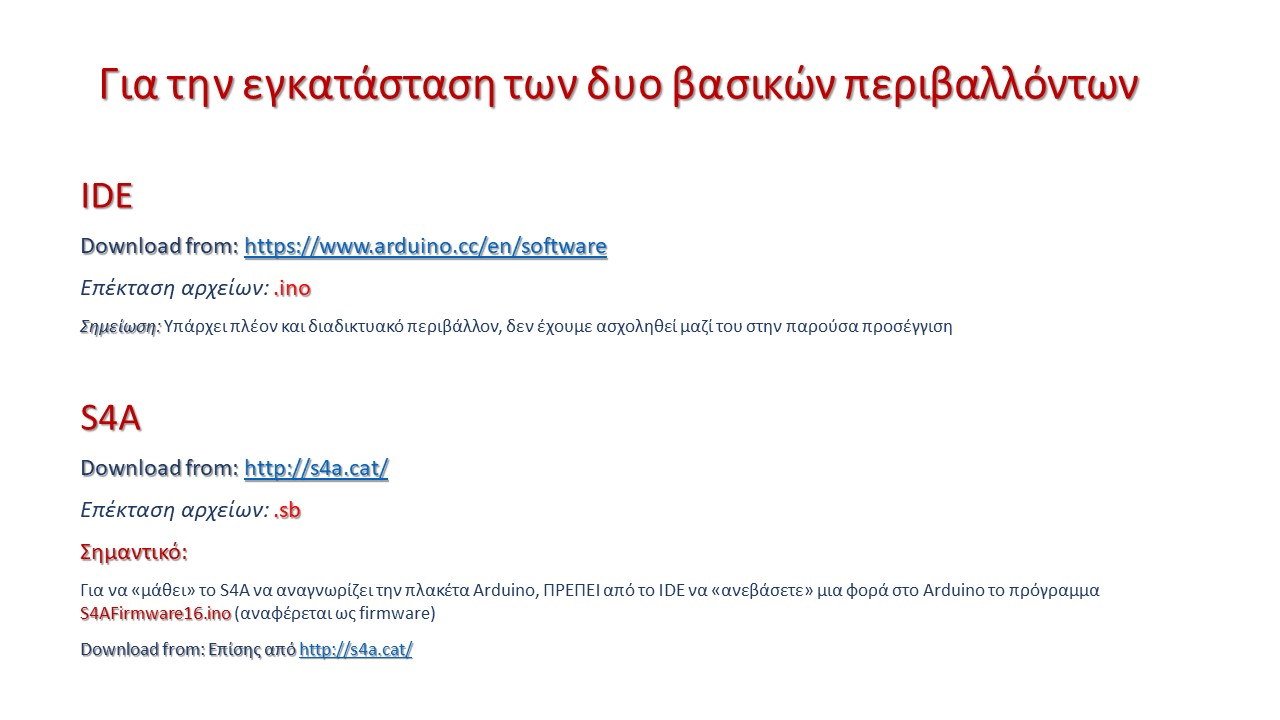 Για την εγκατάσταση των δυο βασικών περιβαλλόντων
IDE
Download from: https://www.arduino.cc/en/software
Επέκταση αρχείων: .ino
Σημείωση: Υπάρχει πλέον και διαδικτυακό περιβάλλον, δεν έχουμε ασχοληθεί μαζί του στην παρούσα προσέγγιση
S4A
Download from: http://s4a.cat/
Επέκταση αρχείων: .sb
Σημαντικό:
Για να «μάθει» το S4A να αναγνωρίζει την πλακέτα Arduino, ΠΡΕΠΕΙ από το IDE να «ανεβάσετε» μια φορά στο Arduino το πρόγραμμα
S4AFirmware16.ino (αναφέρεται ως firmware)
Download from: Επίσης από http://s4a.cat/